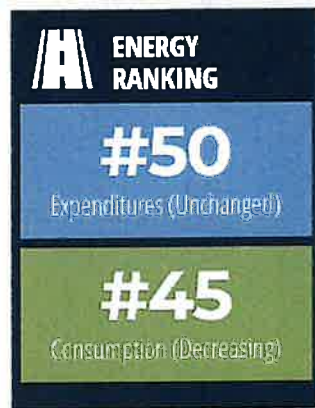 ENERGY
RANKING
#50
Expenditures (Unchanged)
#45
Consumption (Decreasing)